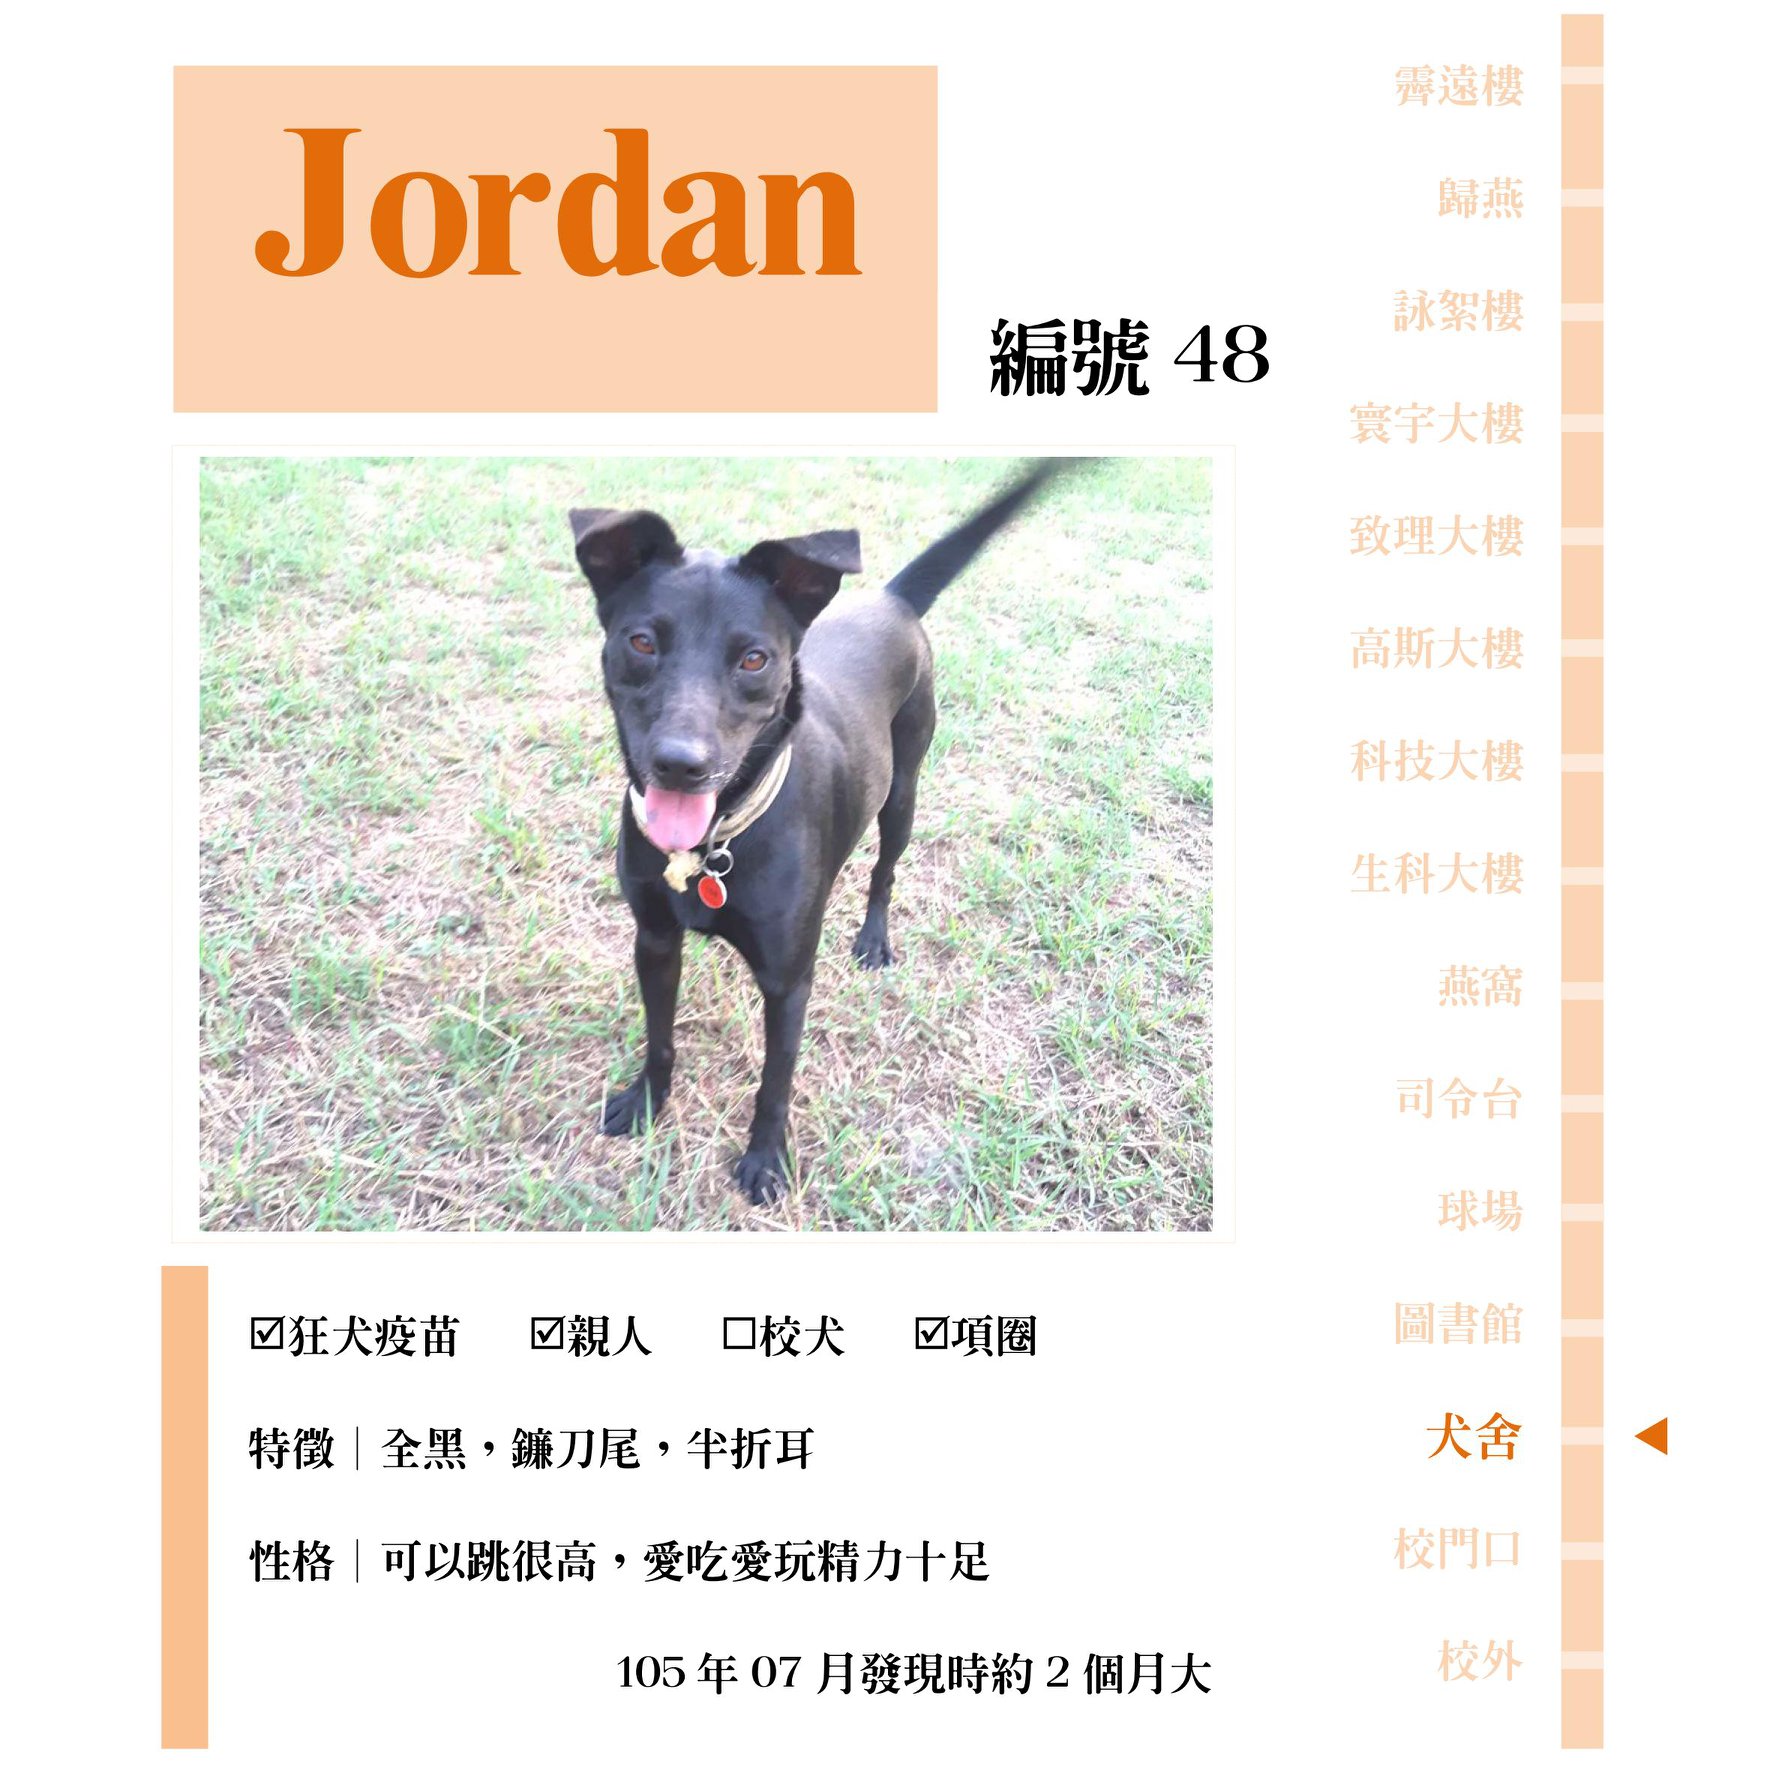 Jordan
編號 48
☑狂犬疫苗 ☑親人 ☐校犬 ☑項圈
特徵｜全黑，鐮刀尾，半折耳
性格｜可以跳很高，愛吃愛玩精力十足
105 年 07 月發現時約 2 個月大
霽遠樓
歸燕
詠絮樓
寰宇大樓
致理大樓
高斯大樓
科技大樓
生科大樓
燕窩
司令台
球場
圖書館
犬舍
校門口
校外